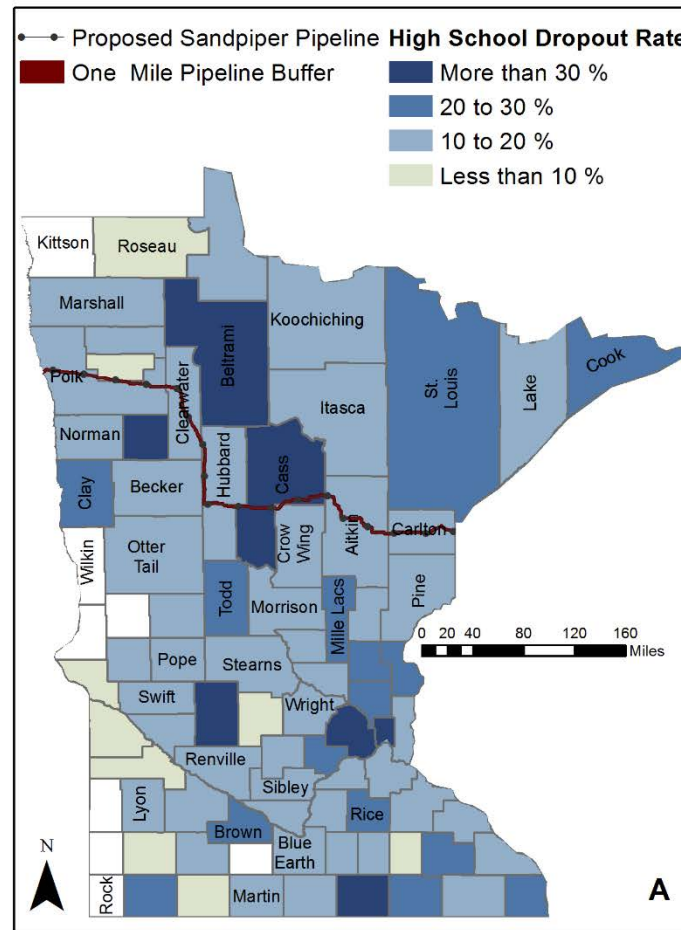 Proposed Sandpiper Pipeline
One Mile Pipeline Buffer
High School Dropout Rate
More than 30 %
20 to 30 %
10 to 20 %
Less than 10 %
Kittson
Roseau
Marshall
Koochiching
Beltrami
Polk
Clearwater
St.
Louis
Lake
Cook
Itasca
Norman
Hubbard
Cass
Clay
Becker
Wilkin
Otter
Tail
Crow
Wing
Aitkin
Carlton
Todd
Morrison
Mille Lacs
Pine
0 10 20 40 80 120 160
Miles
Pope
Stearns
Swift
Wright
Renville
Sibley
Lyon
Brown
Rice
Blue
Earth
N
Rock
Martin
A